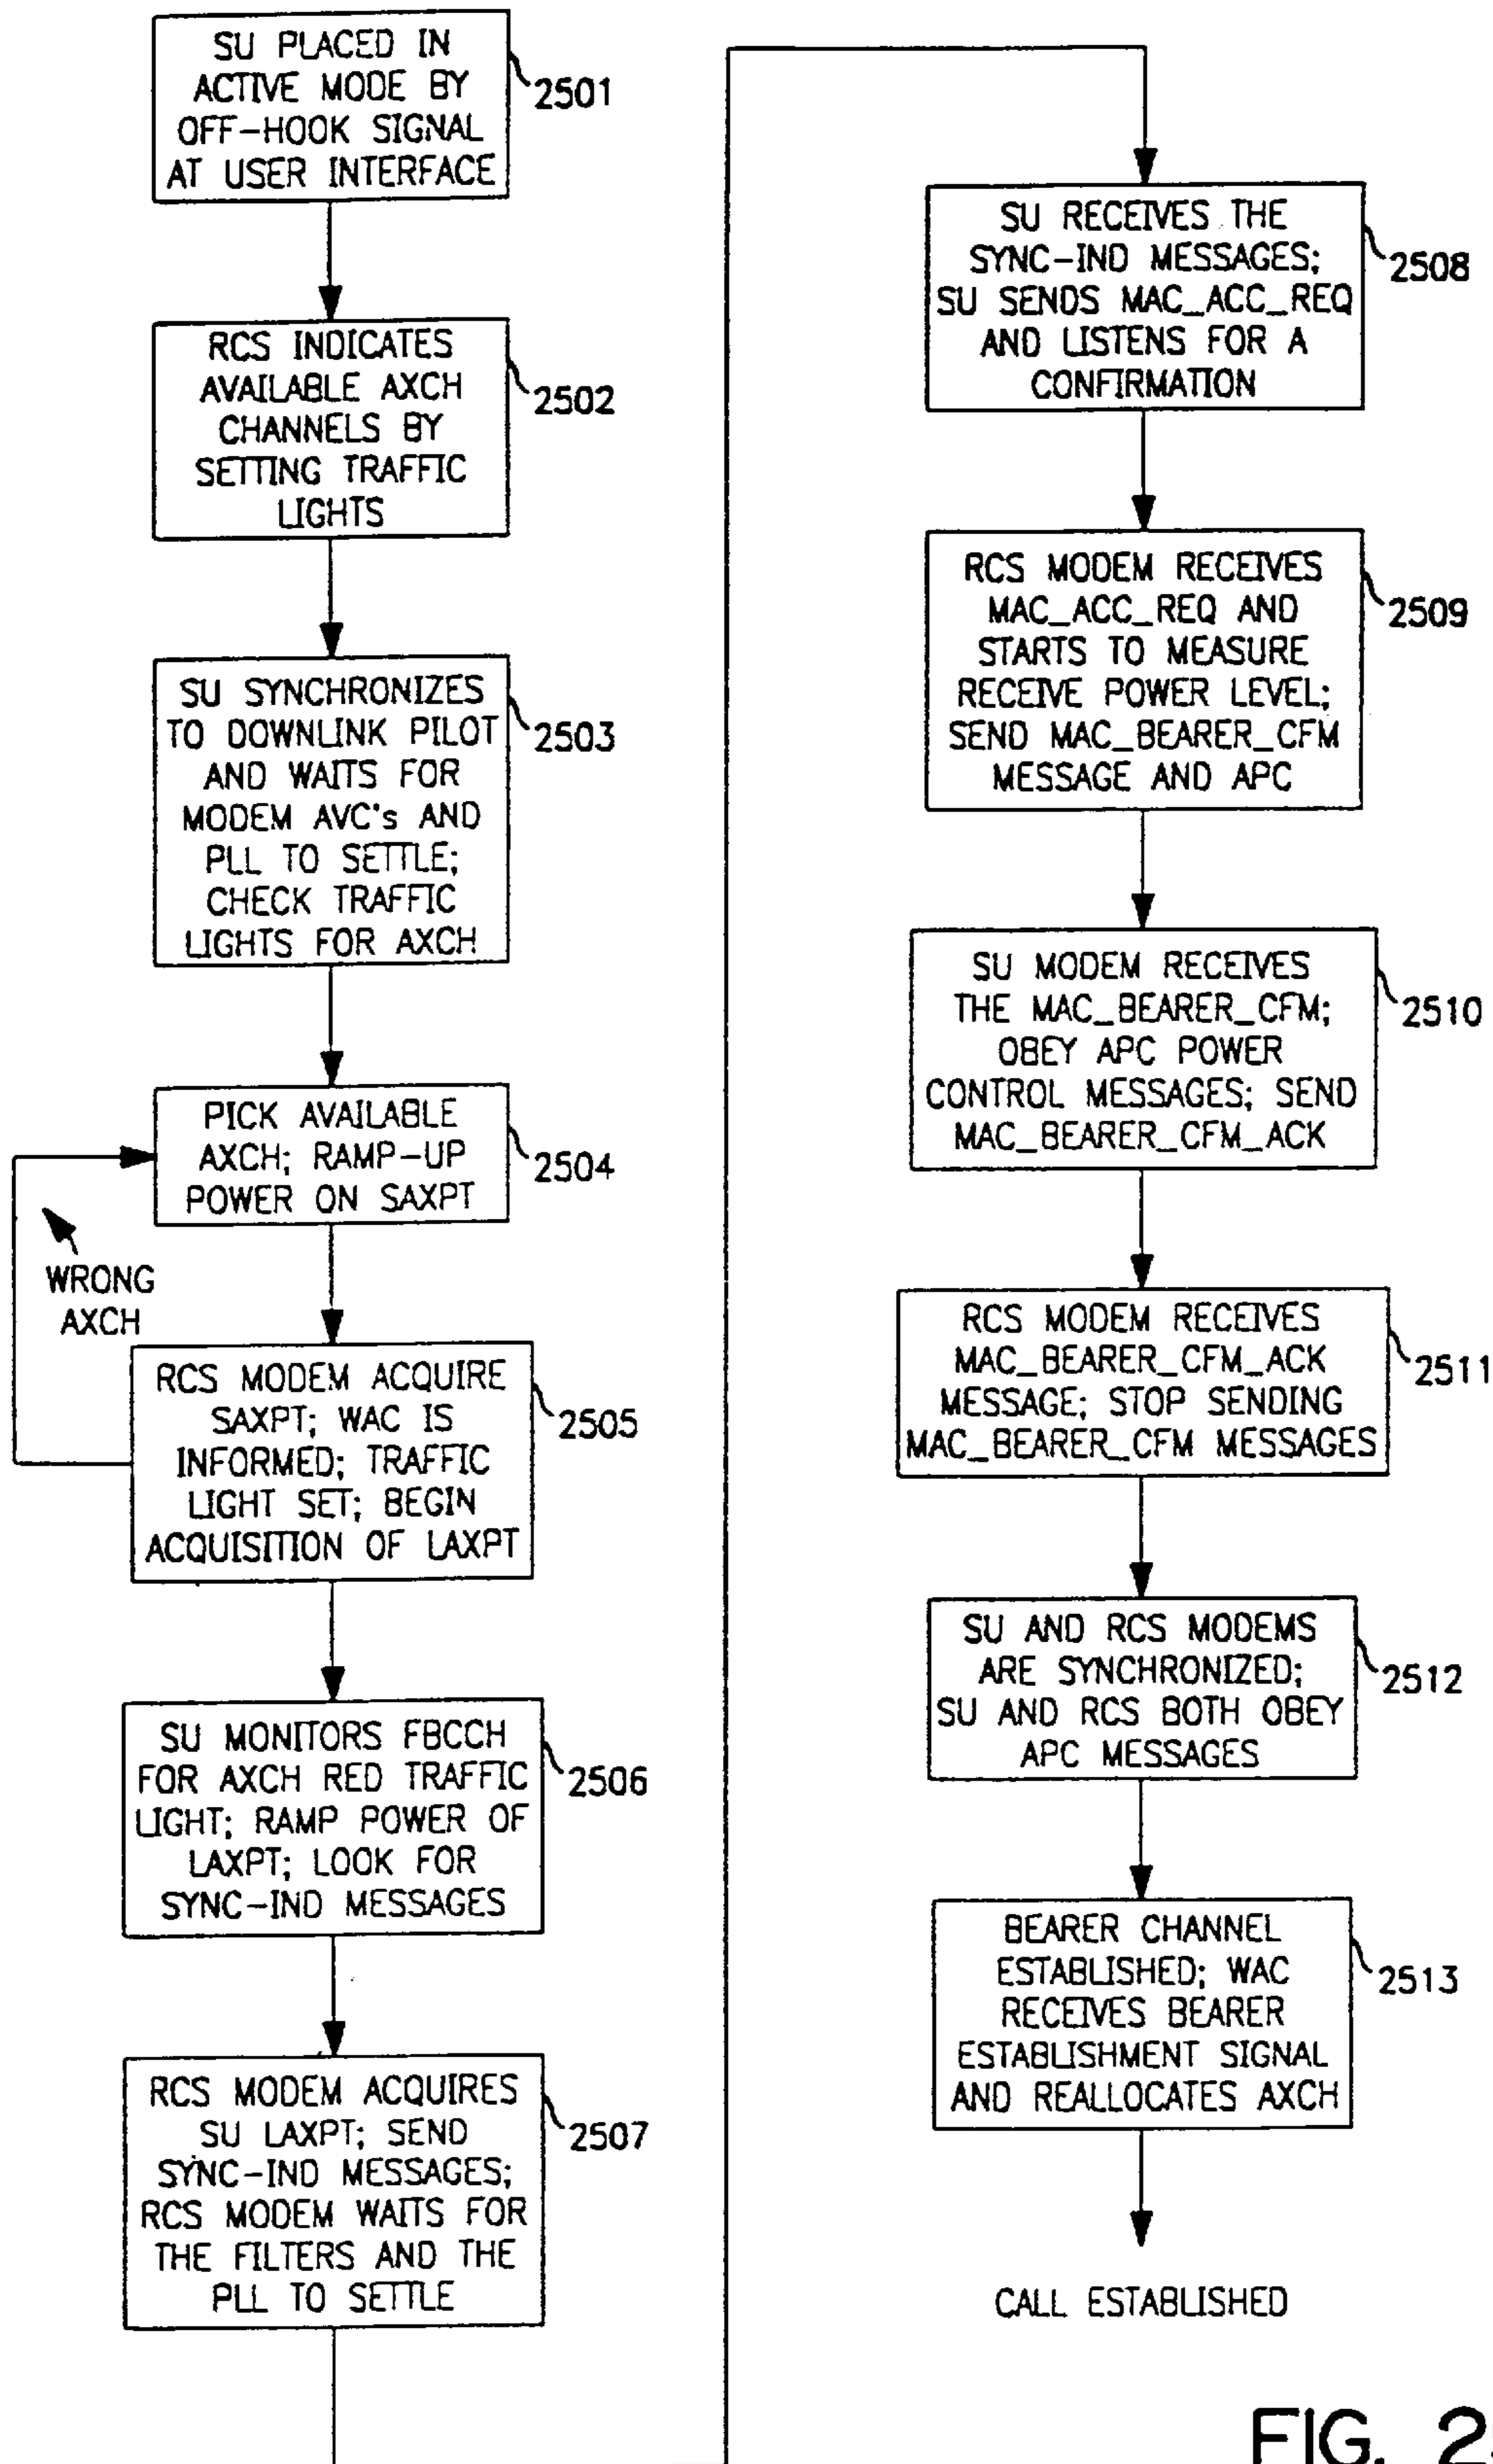 SU PLACED IN
ACTIVE MODE BY
OFF-HOOK SIGNAL
AT USER INTERFACE
2501
RCS INDICATES
AVAILABLE AXCH
CHANNELS BY
SETTING TRAFFIC
LIGHTS
2502
SU SYNCHRONIZES
TO DOWNLINK PILOT
AND WAITS FOR
MODEM AVC's AND
PLL TO SETTLE;
CHECK TRAFFIC
LIGHTS FOR AXCH
2503
PICK AVAILABLE
AXCH; RAMP-UP
POWER ON SAXPT
2504
WRONG
AXCH
RCS MODEM ACQUIRE
SAXPT; WAC IS
INFORMED; TRAFFIC
LIGHT SET; BEGIN
ACQUISITION OF LAXPT
2505
SU MONITORS FBCCH
FOR AXCH RED TRAFFIC
LIGHT; RAMP POWER OF
LAXPT; LOOK FOR
SYNC-IND MESSAGES
2506
RCS MODEM ACQUIRES
SU LAXPT; SEND
SYNC-IND MESSAGES;
RCS MODEM WAITS FOR
THE FILTERS AND THE
PLL TO SETTLE
2507
SU RECEIVES THE
SYNC-IND MESSAGES;
SU SENDS MAC_ACC_REQ
AND LISTENS FOR A
CONFIRMATION
2508
RCS MODEM RECEIVES
MAC_ACC_REQ AND
STARTS TO MEASURE
RECEIVE POWER LEVEL;
SEND MAC_BEARER_CFM
MESSAGE AND APC
2509
SU MODEM RECEIVES
THE MAC_BEARER_CFM;
OBEY APC POWER
CONTROL MESSAGES; SEND
MAC_BEARER_CFM_ACK
2510
RCS MODEM RECEIVES
MAC_BEARER_CFM_ACK
MESSAGE; STOP SENDING
MAC_BEARER_CFM MESSAGES
2511
SU AND RCS MODEMS
ARE SYNCHRONIZED;
SU AND RCS BOTH OBEY
APC MESSAGES
2512
BEARER CHANNEL
ESTABLISHED; WAC
RECEIVES BEARER
ESTABLISHMENT SIGNAL
AND REALLOCATES AXCH
2513
CALL ESTABLISHED
FIG. 2